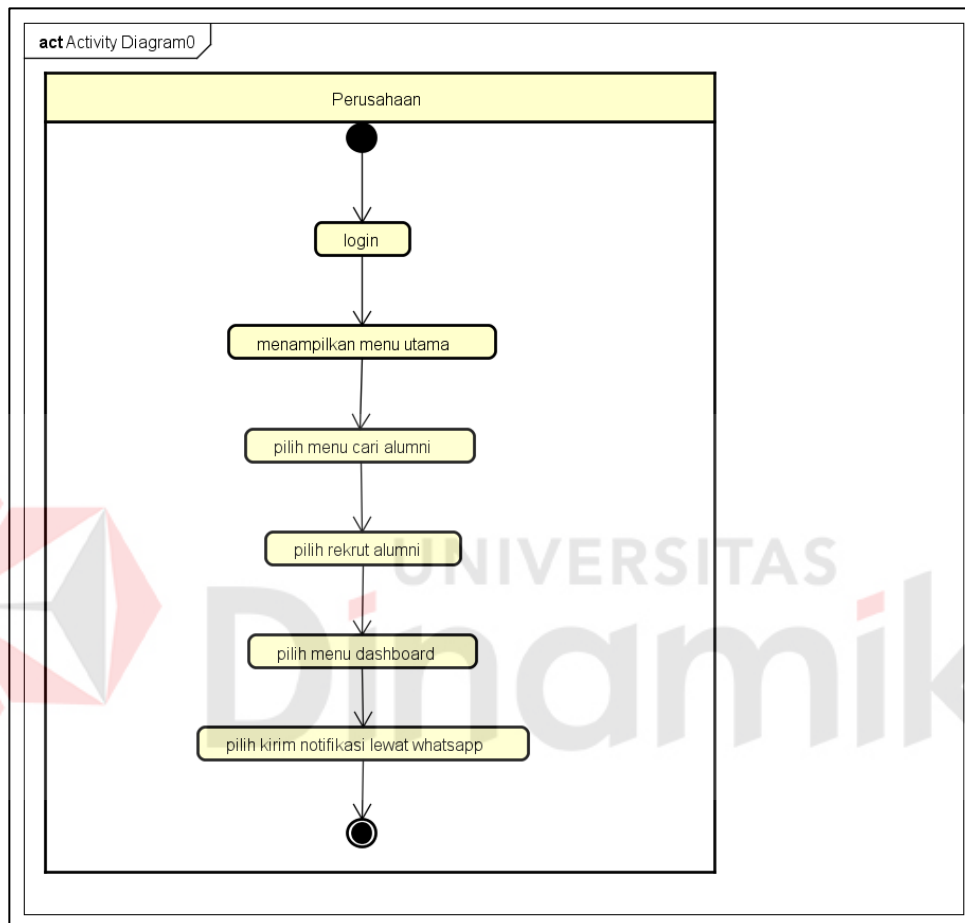 act Activity Diagram0
Perusahaan
login
menampilkan menu utama
pilih menu cari alumni
pilih rekrut alumni
UNIVERSITAS
Dinamik
pilih menu dashboard
pilih kirim notifikasi lewat whatsapp